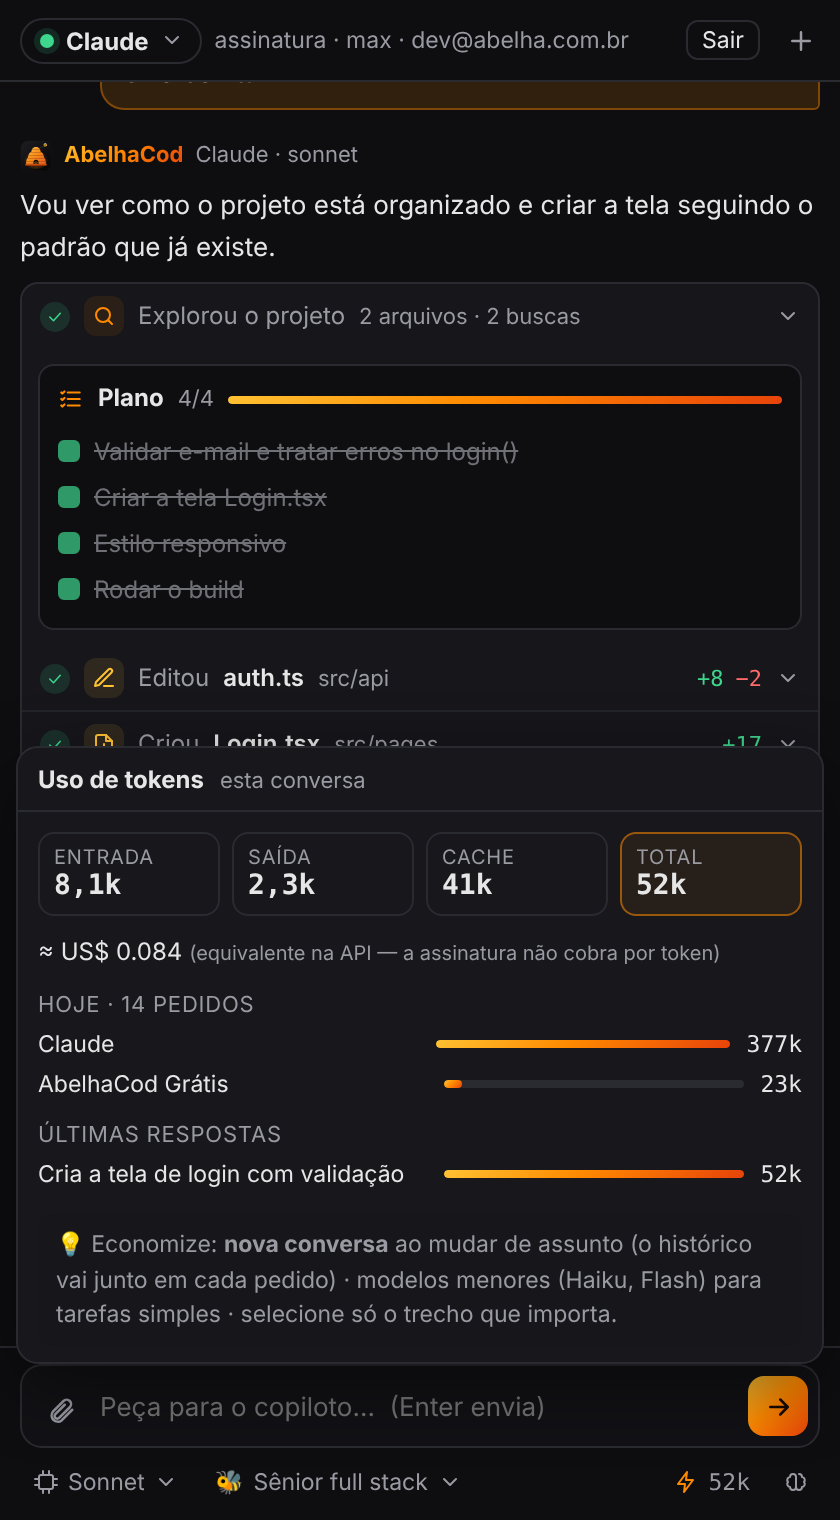 Claude
assinatura · max · dev@abelha.com.br
Sair
AbelhaCod Claude · sonnet
Vou ver como o projeto está organizado e criar a tela seguindo o
padrão que já existe.
Explorou o projeto 2 arquivos · 2 buscas
Plano 4/4
Validar e-mail e tratar erros no login()
Criar a tela Login.tsx
Estilo responsivo
Rodar o build
Editou auth.ts src/api +8 −2
Criou Login.tsx src/pages +17
Uso de tokens esta conversa
ENTRADA
8,1k
SAÍDA
2,3k
CACHE
41k
TOTAL
52k
≈ US$ 0.084 (equivalente na API — a assinatura não cobra por token)
HOJE · 14 PEDIDOS
Claude 377k
AbelhaCod Grátis 23k
ÚLTIMAS RESPOSTAS
Cria a tela de login com validação 52k
💡 Economize: nova conversa ao mudar de assunto (o histórico
vai junto em cada pedido) · modelos menores (Haiku, Flash) para
tarefas simples · selecione só o trecho que importa.
Peça para o copiloto… (Enter envia)
Sonnet
Sênior full stack
52k